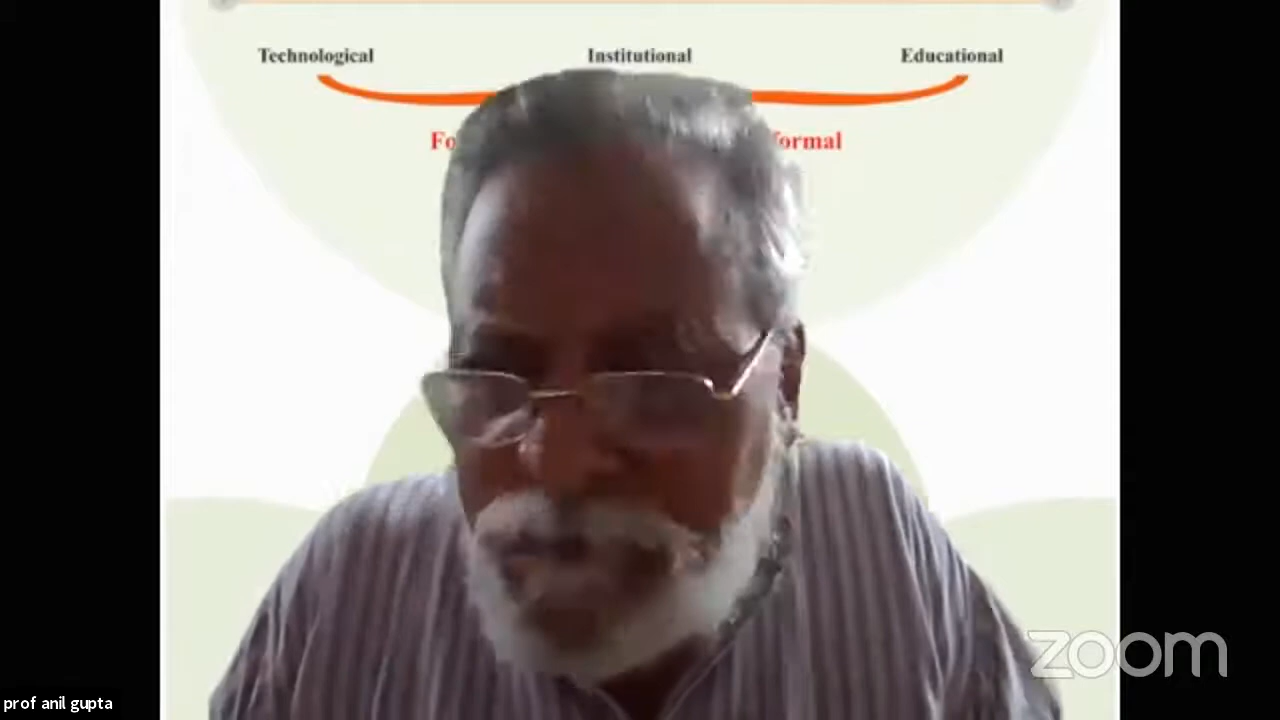 Technological Institutional Educational
formal
zoom
prof anil gupta